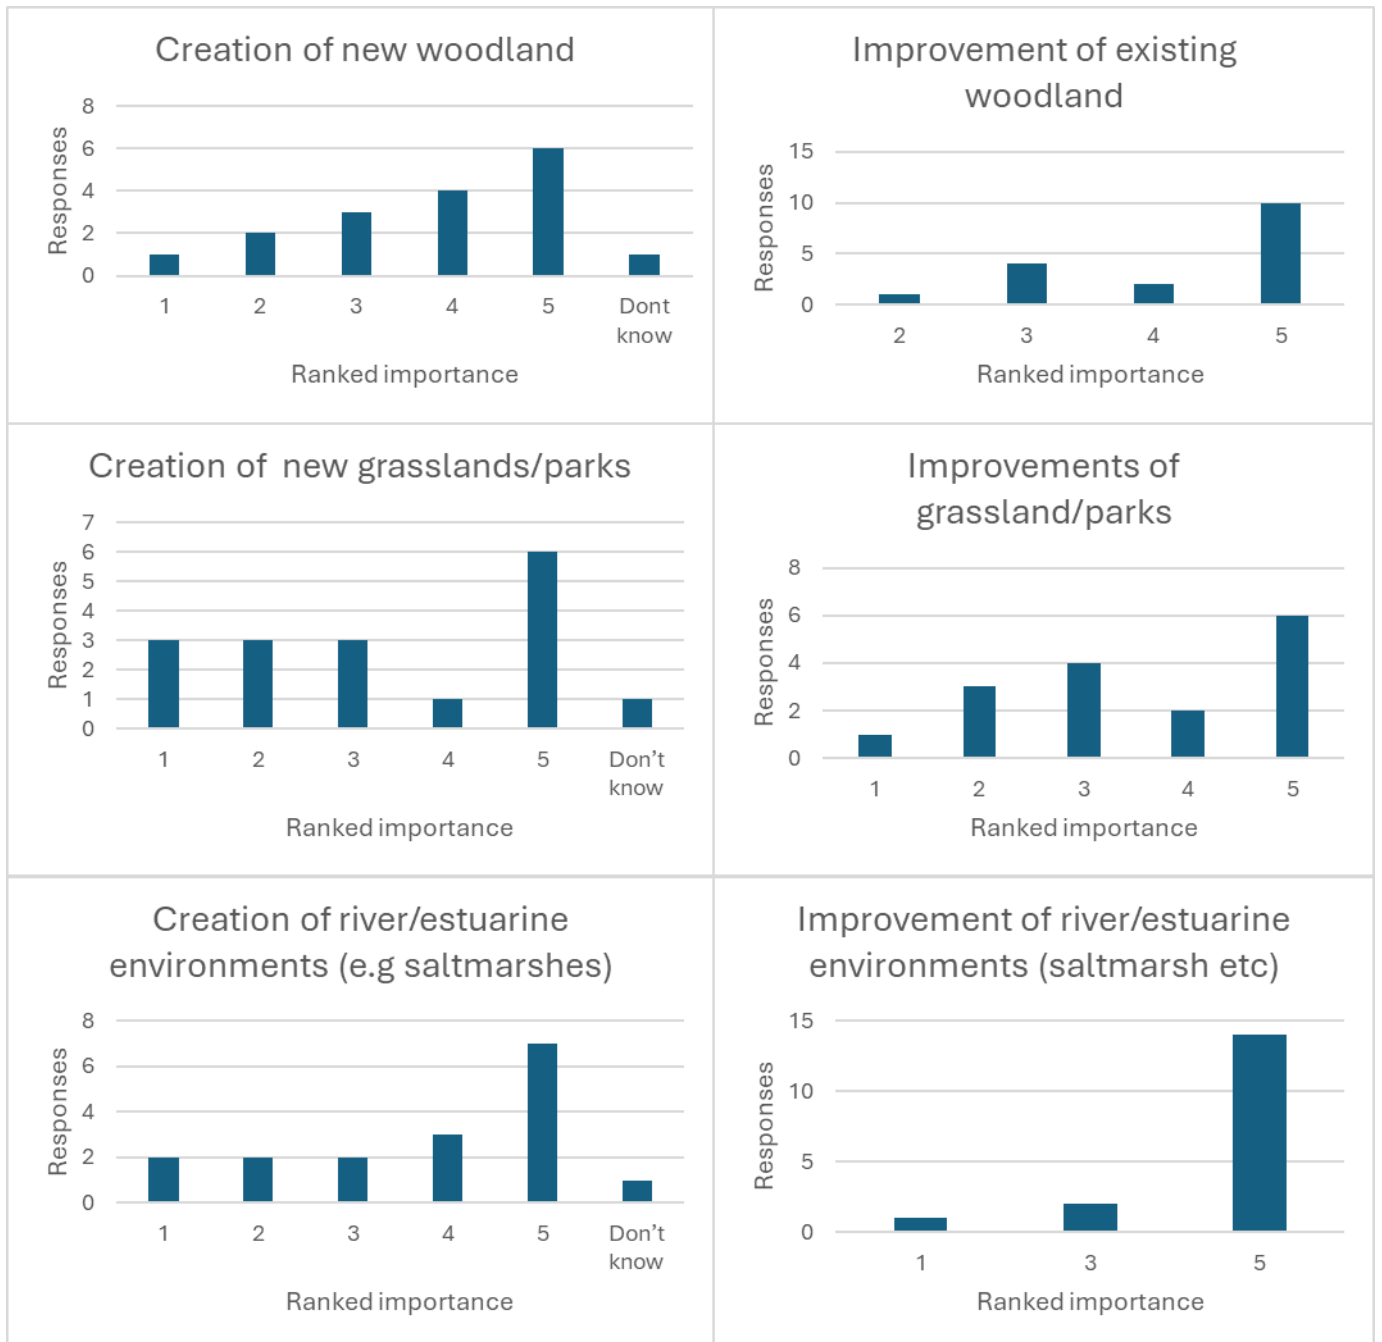 Creation of new woodland
8
6
4
2
0
Responses
1 2 3 4 5 Dont know
Ranked importance
Improvement of existing
woodland
15
10
5
0
Responses
2 3 4 5
Ranked importance
Creation of  new grasslands/parks
7
6
5
4
3
2
1
0
Responses
1 2 3 4 5 Don’t know
Ranked importance
Improvements of
grassland/parks
8
6
4
2
0
Responses
1 2 3 4 5
Ranked importance
Creation of river/estuarine
environments (e.g saltmarshes)
8
6
4
2
0
Responses
1 2 3 4 5 Don’t know
Ranked importance
Improvement of river/estuarine
environments (saltmarsh etc)
15
10
5
0
Responses
1 3 5
Ranked importance